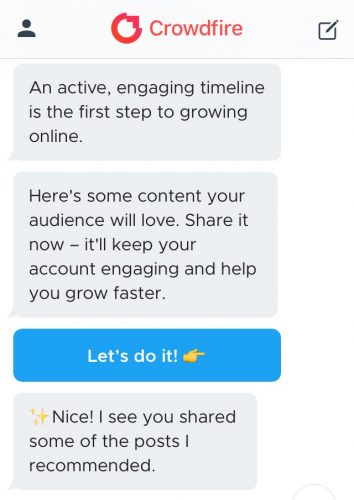 Crowdfire
An active, engaging timeline
is the first step to growing
online.
Here's some content your
audience will love. Share it
now – it'll keep your
account engaging and help
you grow faster.
Let’s do it! 👉
✨Nice! I see you shared
some of the posts I
recommended.